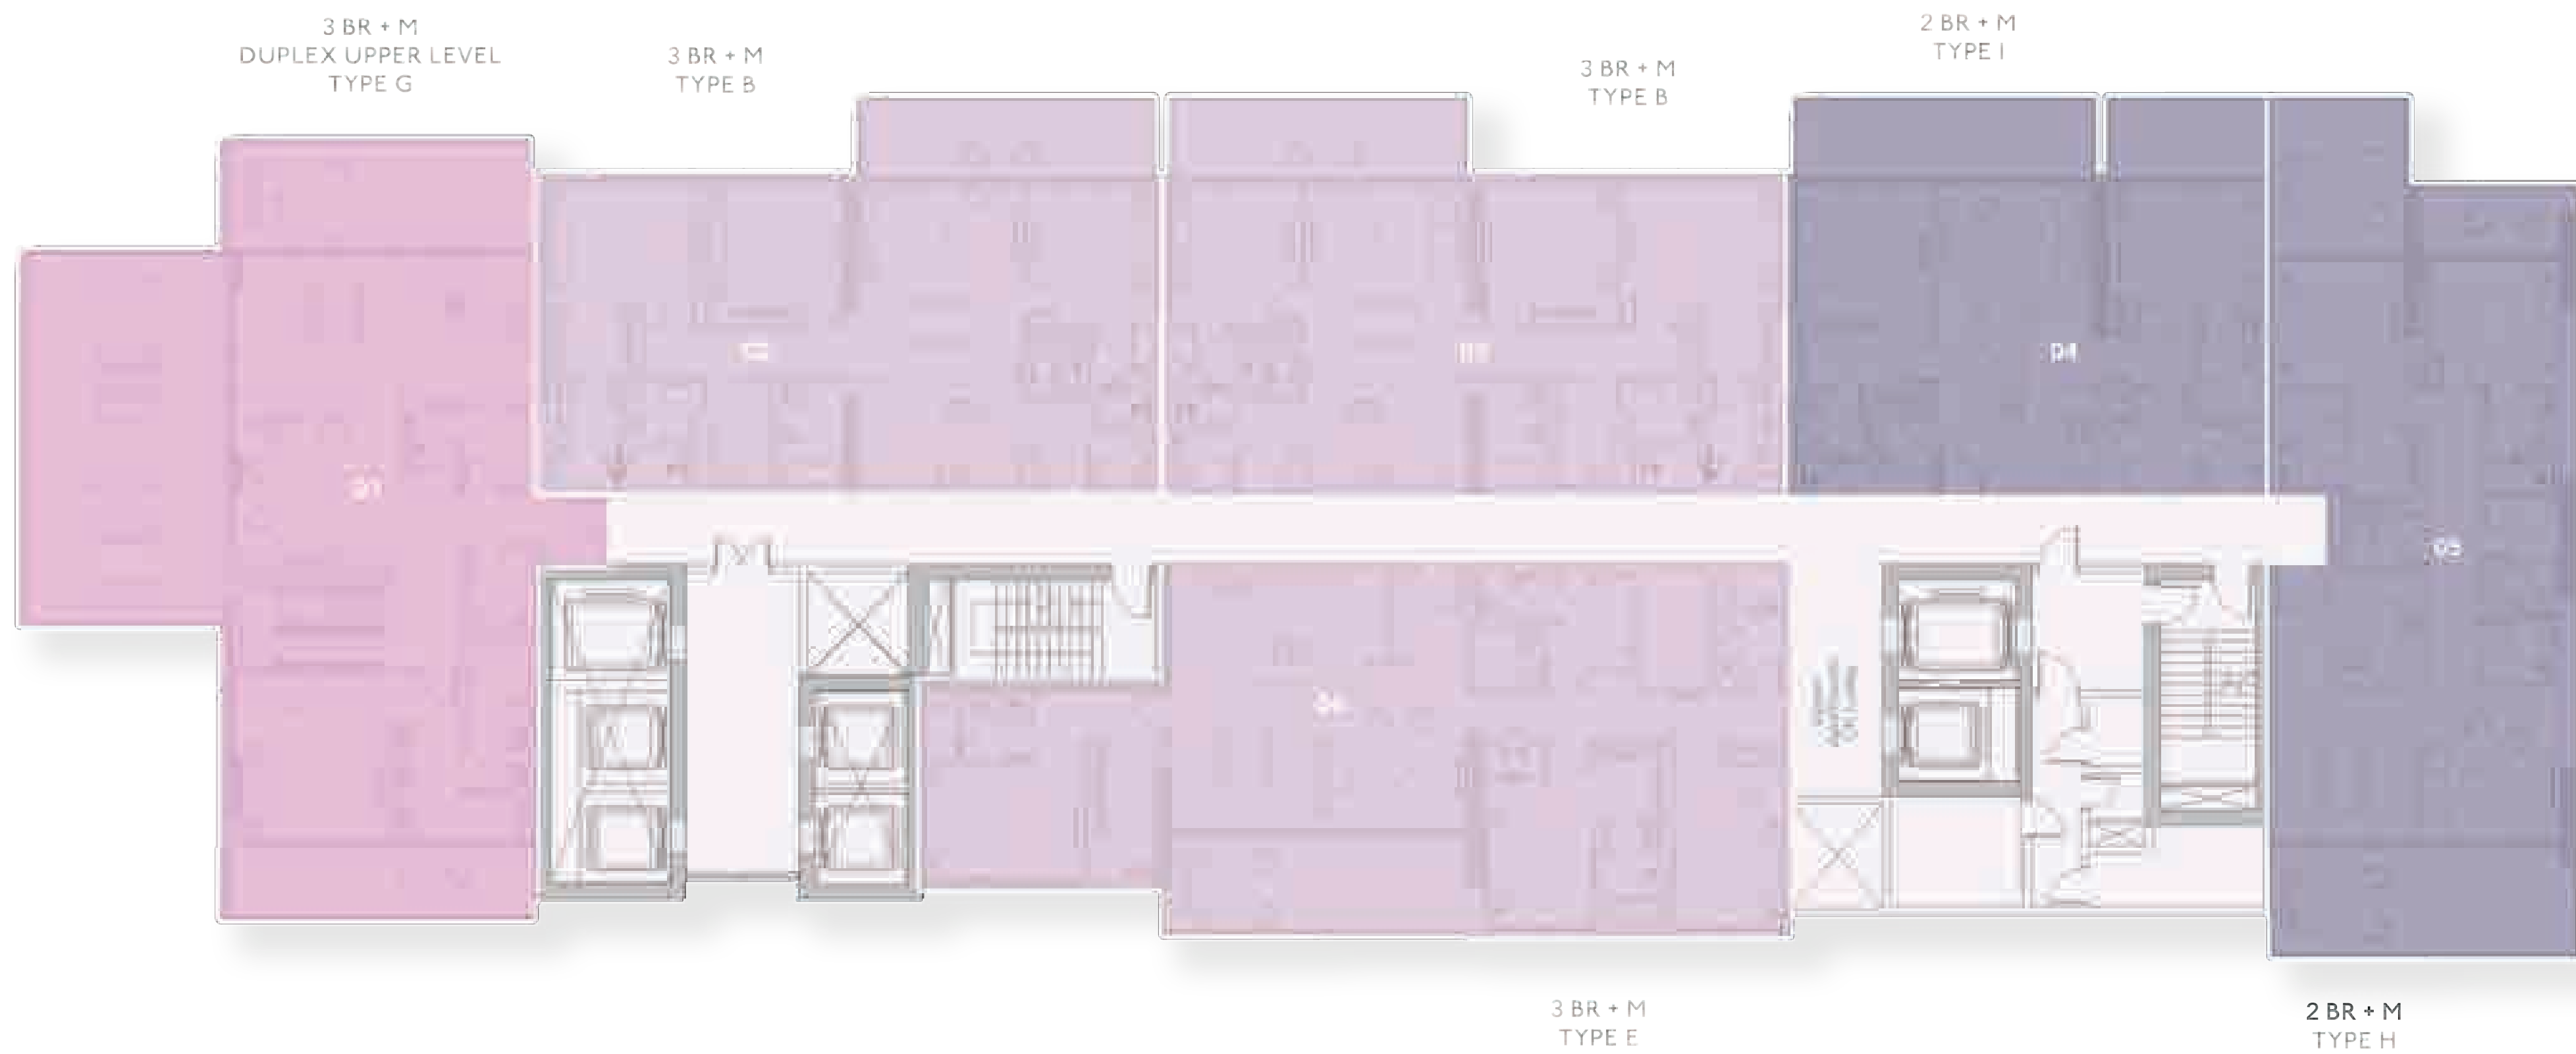 3 BR + M
DUPLEX UPPER LEVEL
TYPE G
3 BR + M
TYPE B
3 BR + M
TYPE B
2 BR + M
TYPE I
04
3 BR + M
TYPE E
2 BR + M
TYPE H